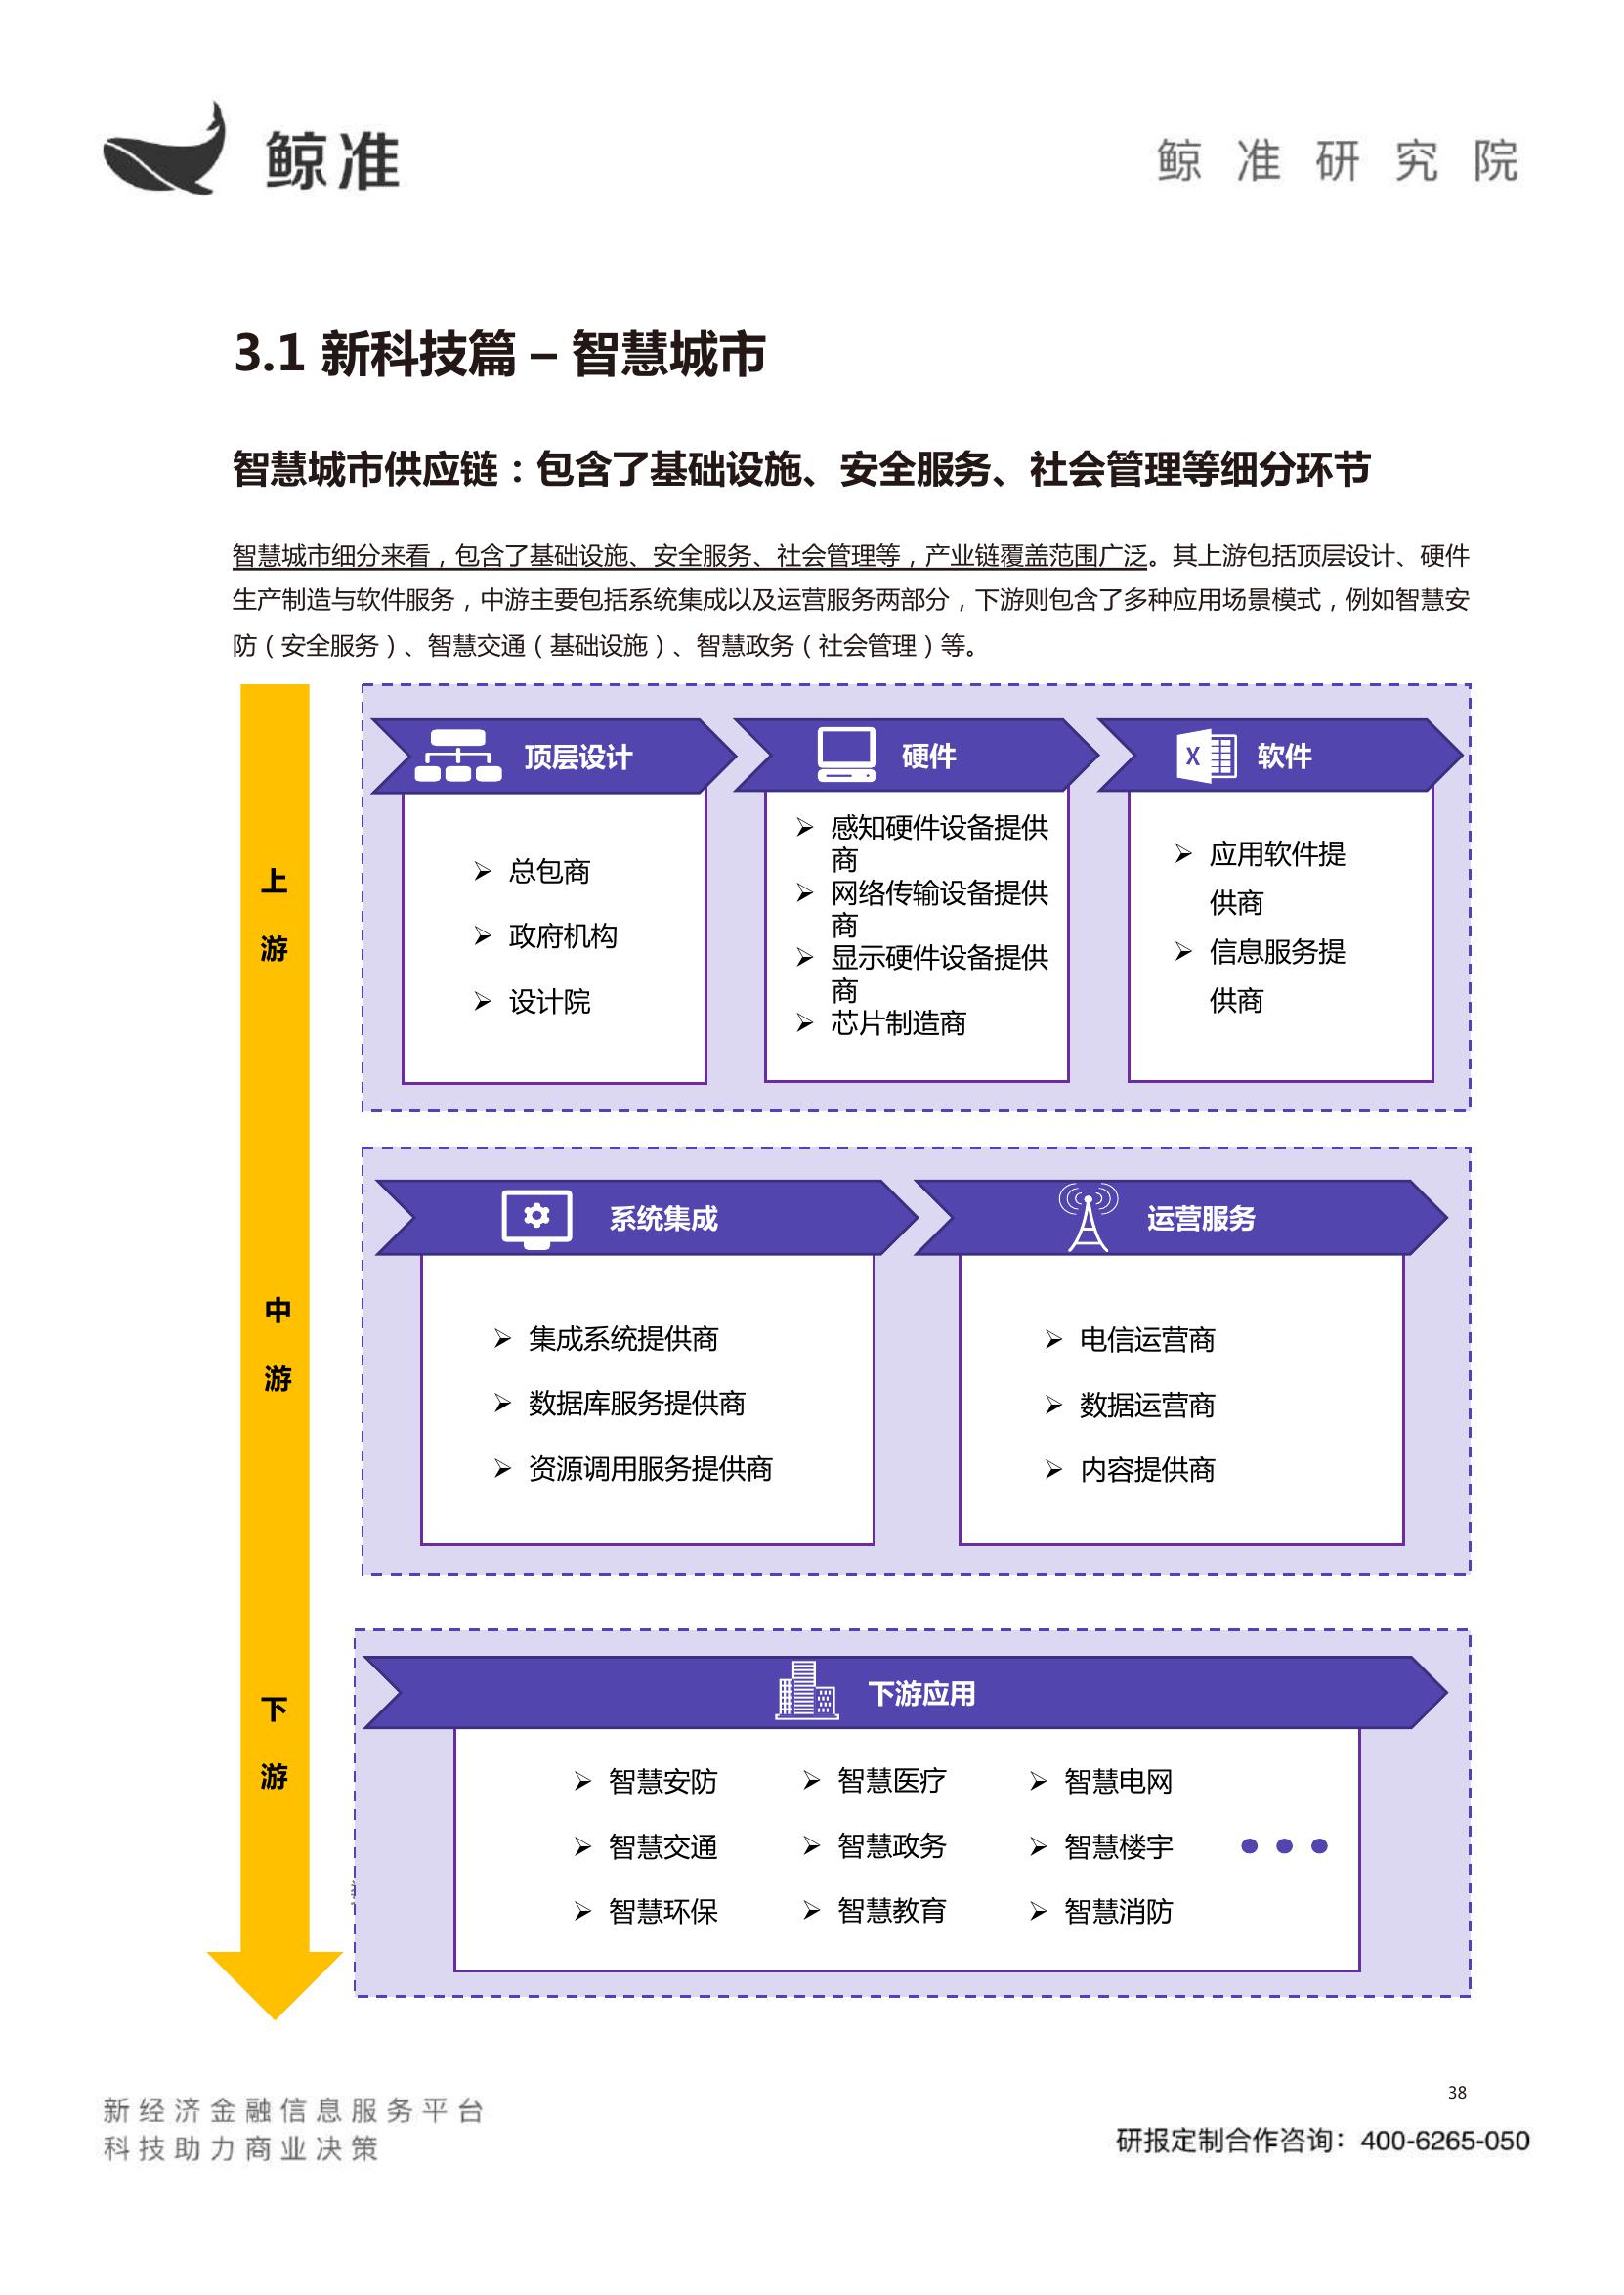 鲸准
鲸准研究院
3.1 新科技篇 – 智慧城市
智慧城市供应链：包含了基础设施、安全服务、社会管理等细分环节
智慧城市细分来看，包含了基础设施、安全服务、社会管理等，产业链覆盖范围广泛。其上游包括顶层设计、硬件
生产制造与软件服务，中游主要包括系统集成以及运营服务两部分，下游则包含了多种应用场景模式，例如智慧安
防（安全服务）、智慧交通（基础设施）、智慧政务（社会管理）等。
上
游
顶层设计
➢ 总包商
➢ 政府机构
➢ 设计院
硬件
➢ 感知硬件设备提供
商
➢ 网络传输设备提供
商
➢ 显示硬件设备提供
商
➢ 芯片制造商
X
软件
➢ 应用软件提
供商
➢ 信息服务提
供商
中
游
系统集成
➢ 集成系统提供商
➢ 数据库服务提供商
➢ 资源调用服务提供商
运营服务
➢ 电信运营商
➢ 数据运营商
➢ 内容提供商
下
游
下游应用
➢ 智慧安防
➢ 智慧交通
➢ 智慧环保
➢ 智慧医疗
➢ 智慧政务
➢ 智慧教育
➢ 智慧电网
➢ 智慧楼宇
➢ 智慧消防
38
新经济金融信息服务平台
科技助力商业决策
研报定制合作咨询：400-6265-050